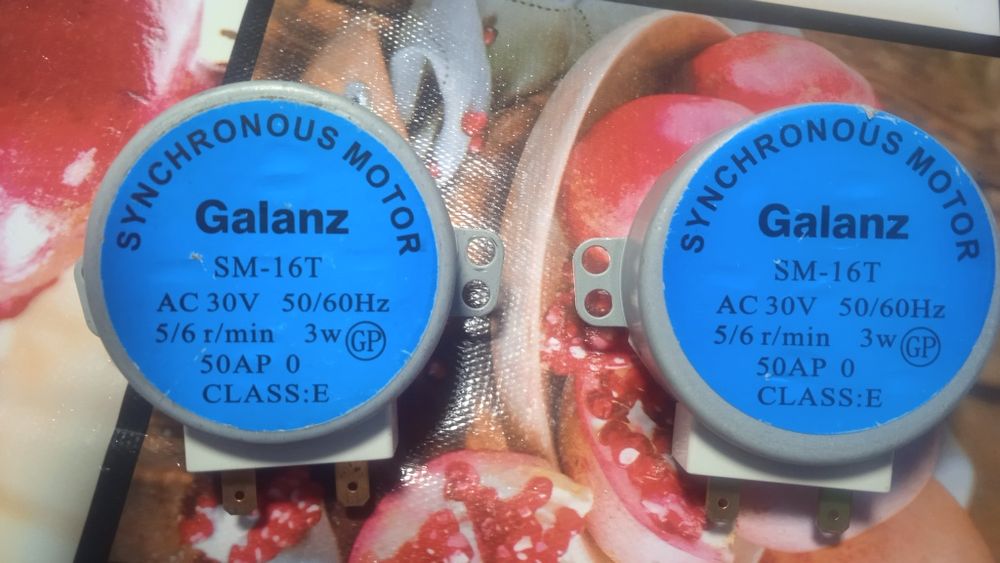 SYNCHRONOUS MOTOR
Galanz
SM-16T
AC 30V 50/60Hz
5/6 r/min 3w GP
50AP 0
CLASS:E
SYNCHRONOUS MOTOR
Galanz
SM-16T
AC 30V 50/60Hz
5/6 r/min 3w GP
50AP 0
CLASS:E